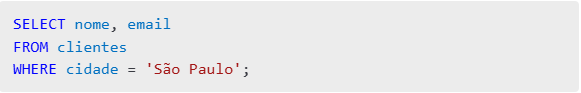 SELECT nome, email
FROM clientes
WHERE cidade = 'São Paulo';